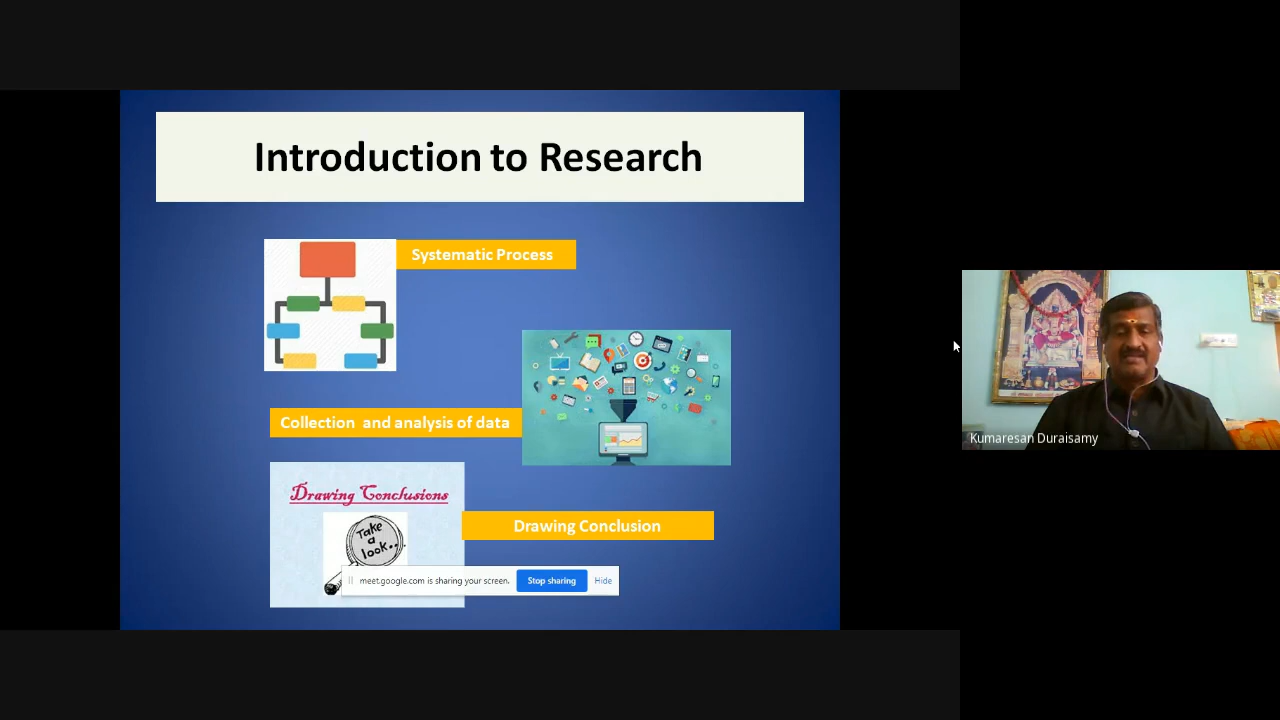 Introduction to Research
Systematic Process
Collection and analysis of data
Drawing Conclusions
Take
a
look..
Drawing Conclusion
meet.google.com is sharing your screen.
Stop sharing
Hide
Kumaresan Duraisamy